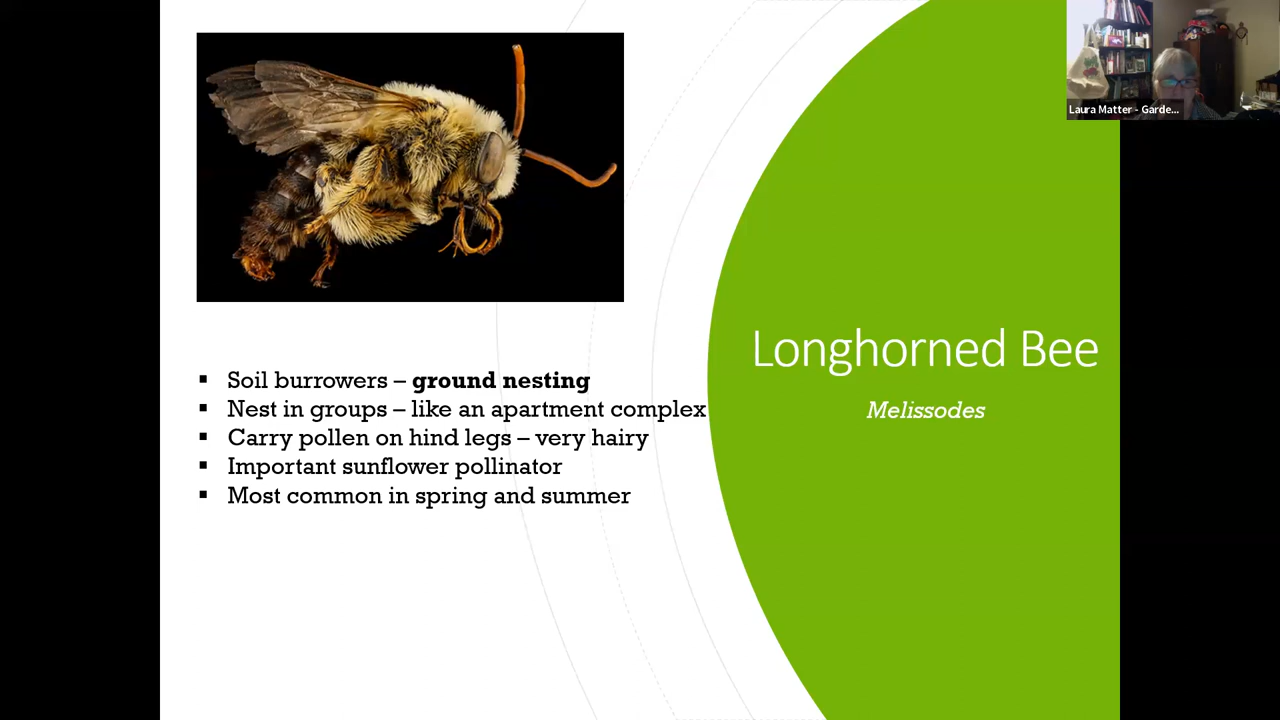 Laura Matter - Garde...
Longhorned Bee
Melissodes
▪ Soil burrowers – ground nesting
▪ Nest in groups – like an apartment complex
▪ Carry pollen on hind legs – very hairy
▪ Important sunflower pollinator
▪ Most common in spring and summer